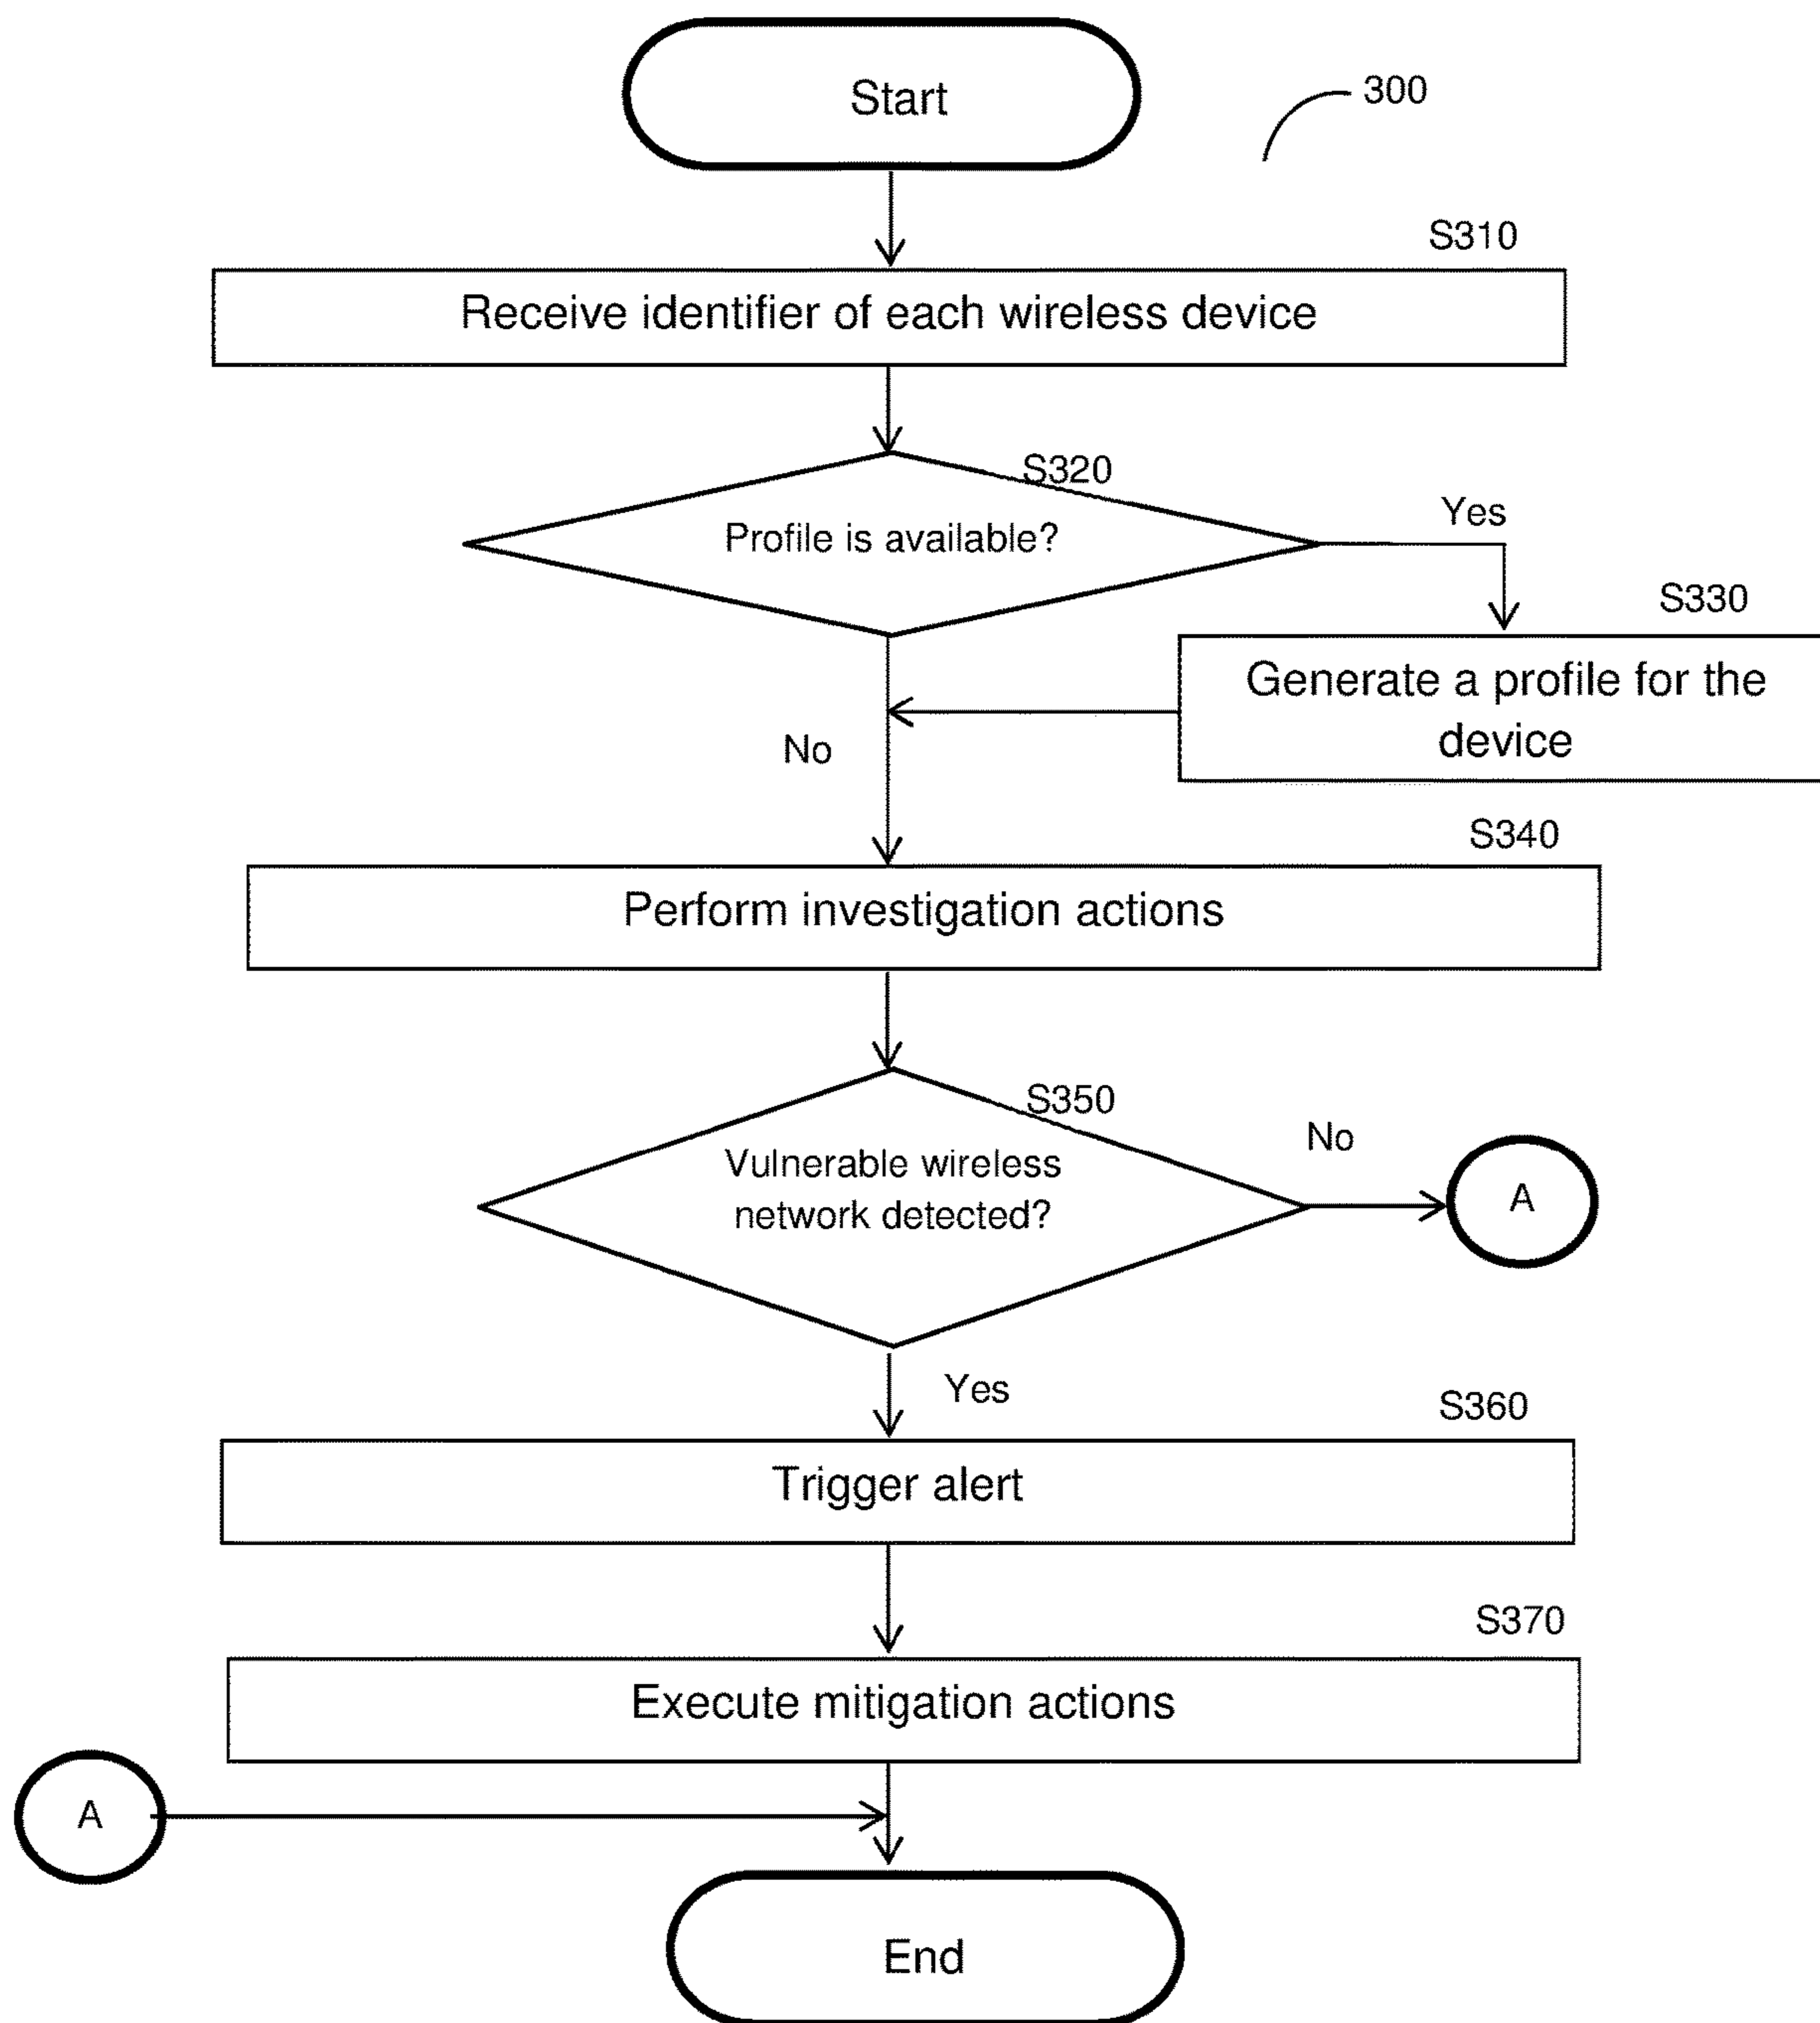 Start
300
S310
Receive identifier of each wireless device
S320
Profile is available?
Yes
S330
Generate a profile for the
device
No
S340
Perform investigation actions
S350
Vulnerable wireless
network detected?
No
A
Yes
S360
Trigger alert
S370
Execute mitigation actions
A
End